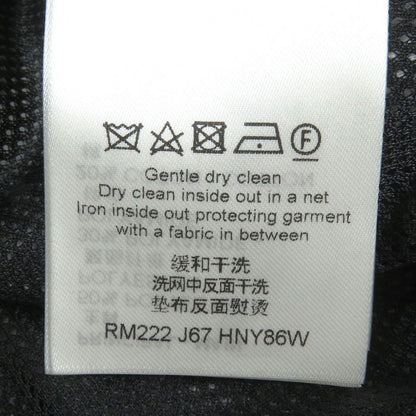 F
Gentle dry clean
Dry clean inside out in a net
Iron inside out protecting garment
with a fabric in between
缓和干洗
洗网中反面干洗
垫布反面熨烫
RM222 J67 HNY86W